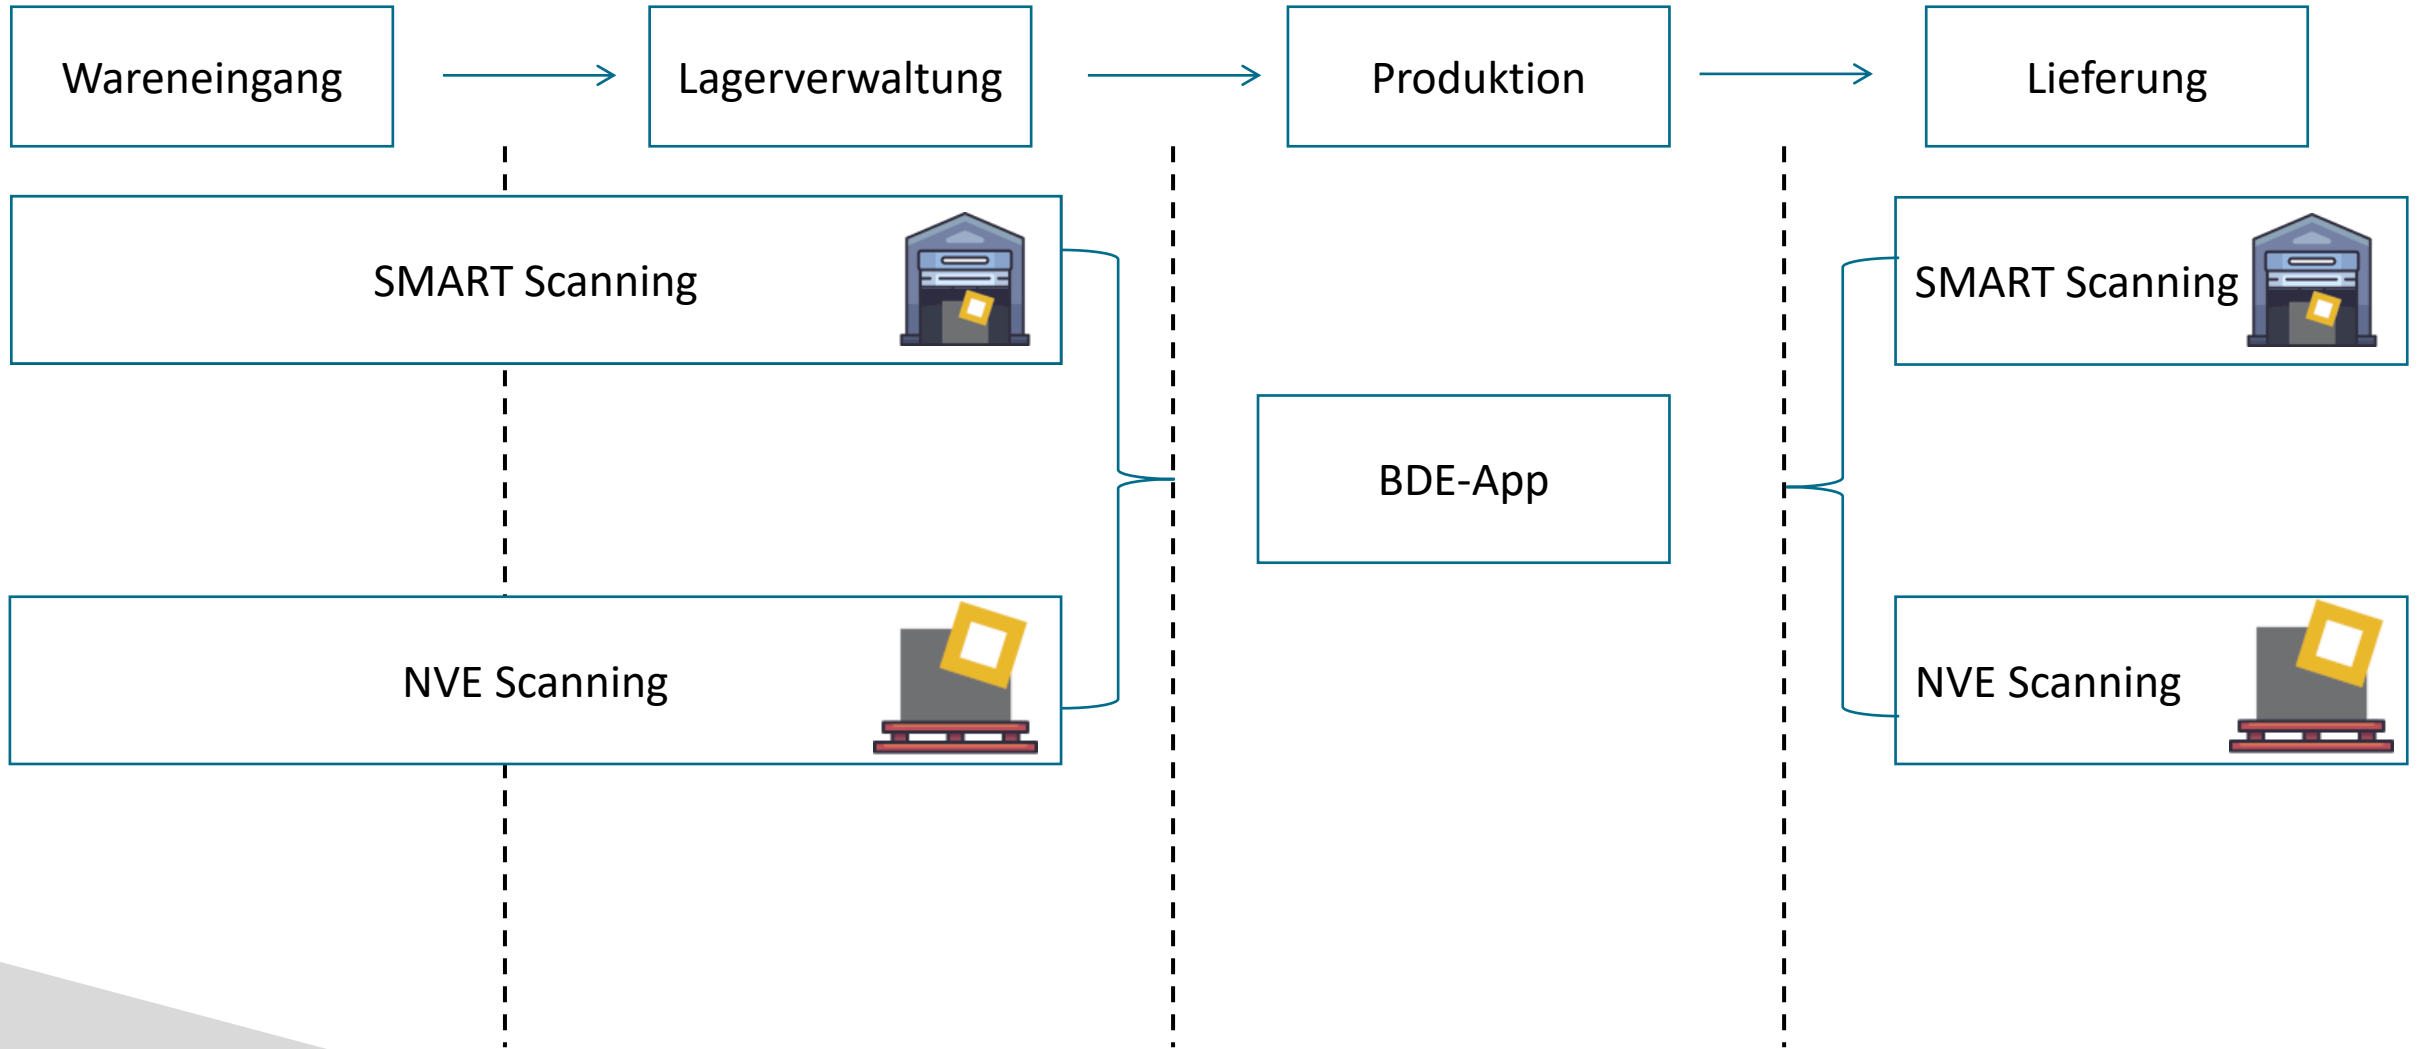 Wareneingang
Lagerverwaltung
Produktion
Lieferung
SMART Scanning
SMART Scanning
BDE-App
NVE Scanning
NVE Scanning